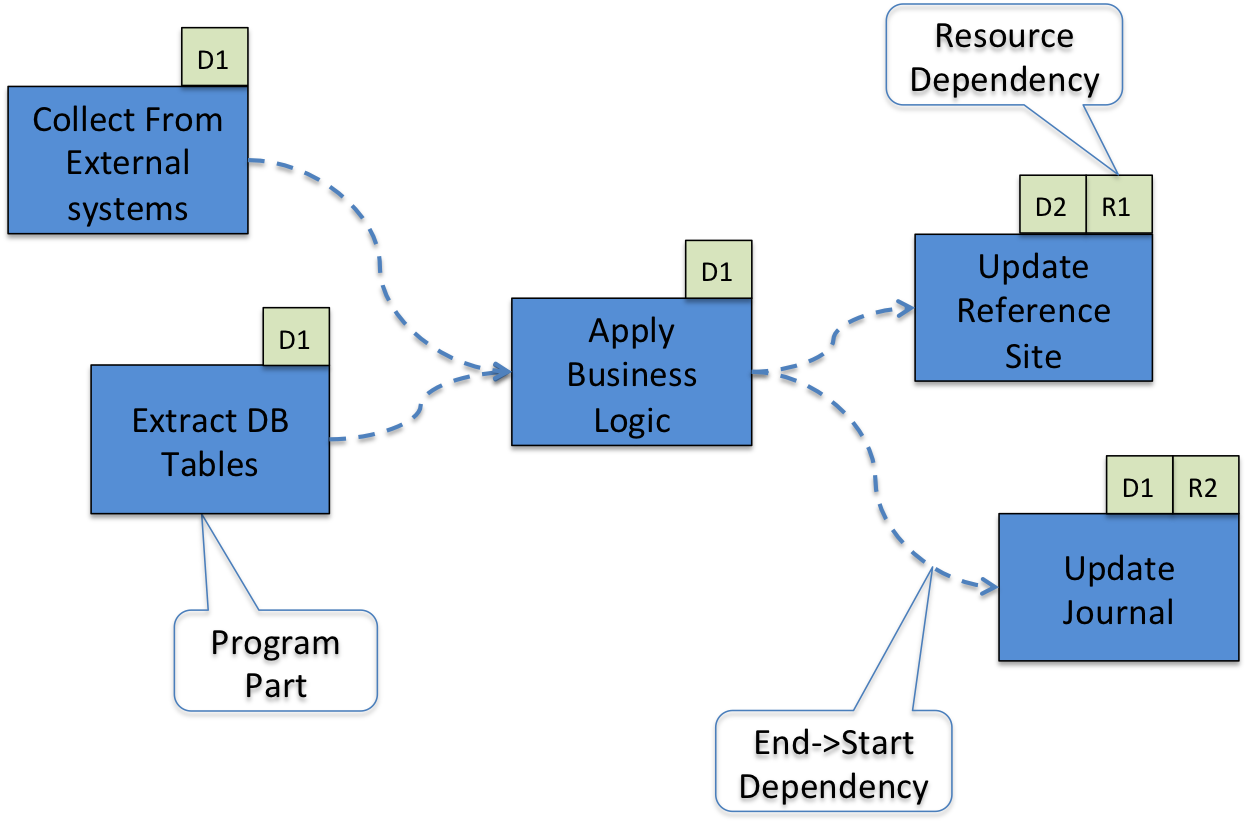 D1
Collect From
External
systems
D1
Extract DB
Tables
Program
Part
D1
Apply
Business
Logic
Resource
Dependency
D2
R1
Update
Reference
Site
D1
R2
Update
Journal
End->Start
Dependency